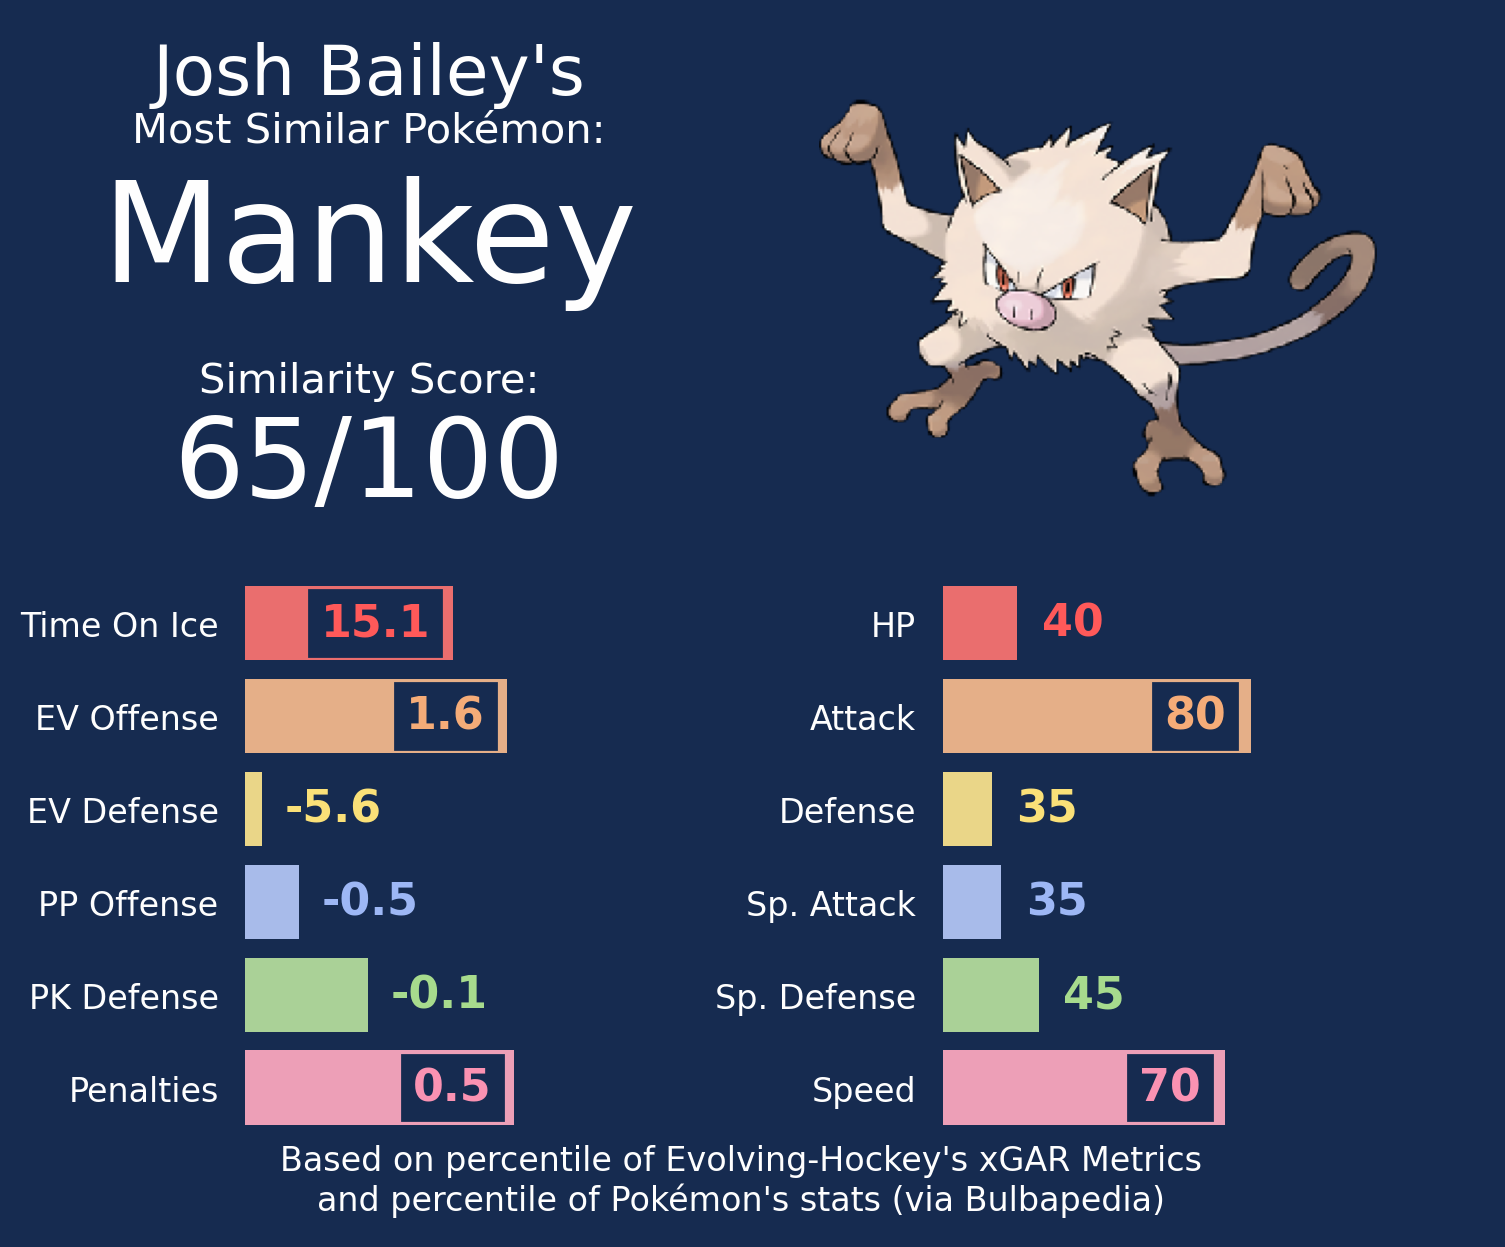 Josh Bailey's
Most Similar Pokémon:
Mankey
Similarity Score:
65/100
Time On Ice 15.1
EV Offense 1.6
EV Defense -5.6
PP Offense -0.5
PK Defense -0.1
Penalties 0.5
HP 40
Attack 80
Defense 35
Sp. Attack 35
Sp. Defense 45
Speed 70
Based on percentile of Evolving-Hockey's xGAR Metrics
and percentile of Pokémon's stats (via Bulbapedia)